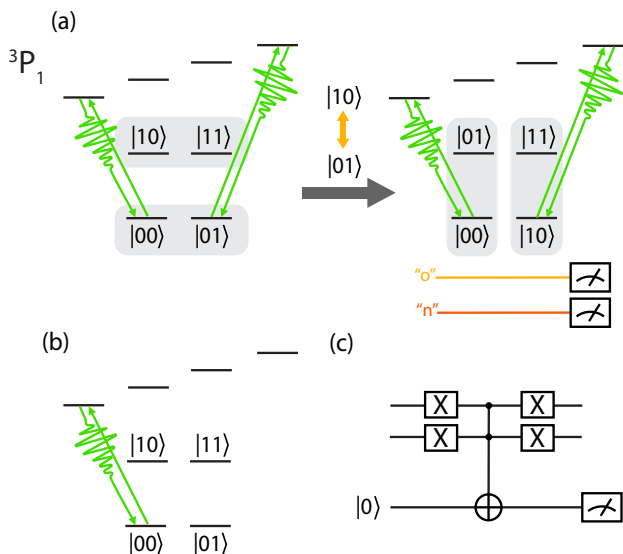 (a)
³P₁
|10⟩ |11⟩
|00⟩ |01⟩
|10⟩
|01⟩
|01⟩ |11⟩
|00⟩ |10⟩
"o"
"n"
(b)
|10⟩ |11⟩
|00⟩ |01⟩
(c)
X X
X X
|0⟩